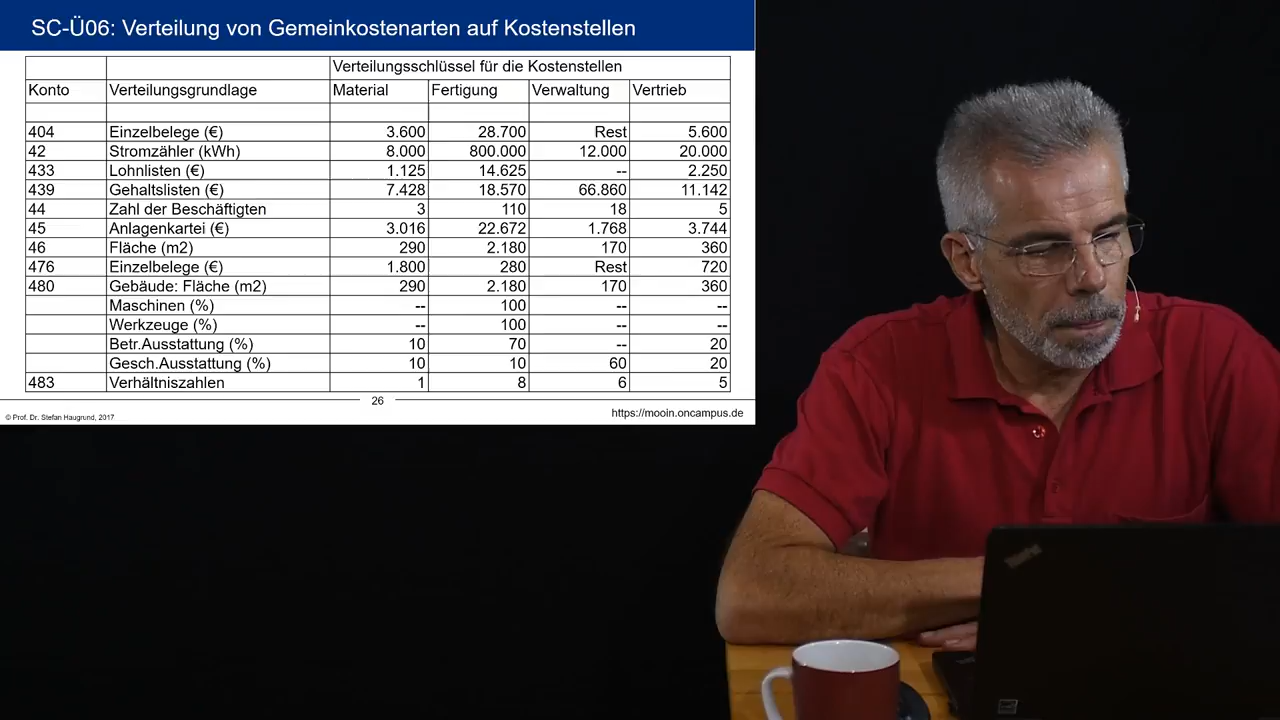 SC-Ü06: Verteilung von Gemeinkostenarten auf Kostenstellen
Verteilungsschlüssel für die Kostenstellen
Konto Verteilungsgrundlage Material Fertigung Verwaltung Vertrieb
404 Einzelbelege (€) 3.600 28.700 Rest 5.600
42 Stromzähler (kWh) 8.000 800.000 12.000 20.000
433 Lohnlisten (€) 1.125 14.625 -- 2.250
439 Gehaltslisten (€) 7.428 18.570 66.860 11.142
44 Zahl der Beschäftigten 3 110 18 5
45 Anlagenkartei (€) 3.016 22.672 1.768 3.744
46 Fläche (m2) 290 2.180 170 360
476 Einzelbelege (€) 1.800 280 Rest 720
480 Gebäude: Fläche (m2) 290 2.180 170 360
Maschinen (%) -- 100 -- --
Werkzeuge (%) -- 100 -- --
Betr.Ausstattung (%) 10 70 -- 20
Gesch.Ausstattung (%) 10 10 60 20
483 Verhältniszahlen 1 8 6 5
26
© Prof. Dr. Stefan Haugrund, 2017
https://mooin.oncampus.de
ThinkPad